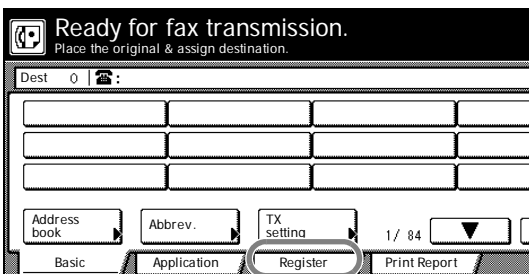 Ready for fax transmission.
Place the original & assign destination.
Dest 0 ☎:
Address book
Abbrev.
TX setting
1/ 84
Basic
Application
Register
Print Report